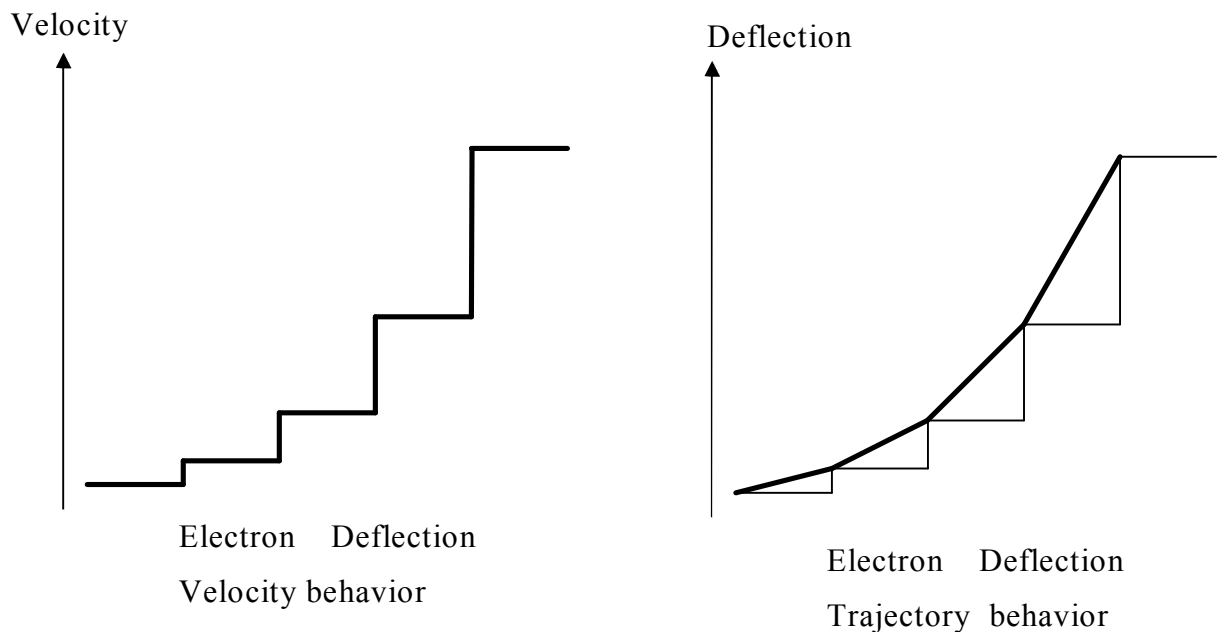 Velocity
Deflection
Electron Deflection
Velocity behavior
Electron Deflection
Trajectory behavior